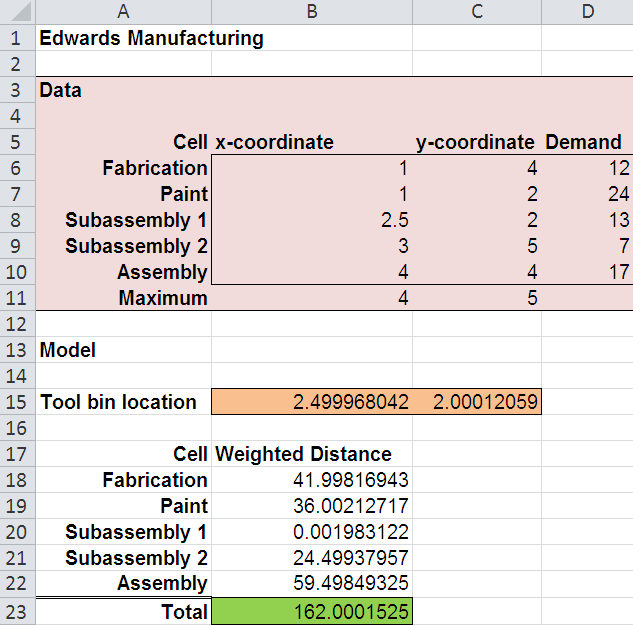 A B C D
1 Edwards Manufacturing
2
3 Data
4
5 Cell x-coordinate y-coordinate Demand
6 Fabrication 1 4 12
7 Paint 1 2 24
8 Subassembly 1 2.5 2 13
9 Subassembly 2 3 5 7
10 Assembly 4 4 17
11 Maximum 4 5
12
13 Model
14
15 Tool bin location 2.499968042 2.00012059
16
17 Cell Weighted Distance
18 Fabrication 41.99816943
19 Paint 36.00212717
20 Subassembly 1 0.001983122
21 Subassembly 2 24.49937957
22 Assembly 59.49849325
23 Total 162.0001525